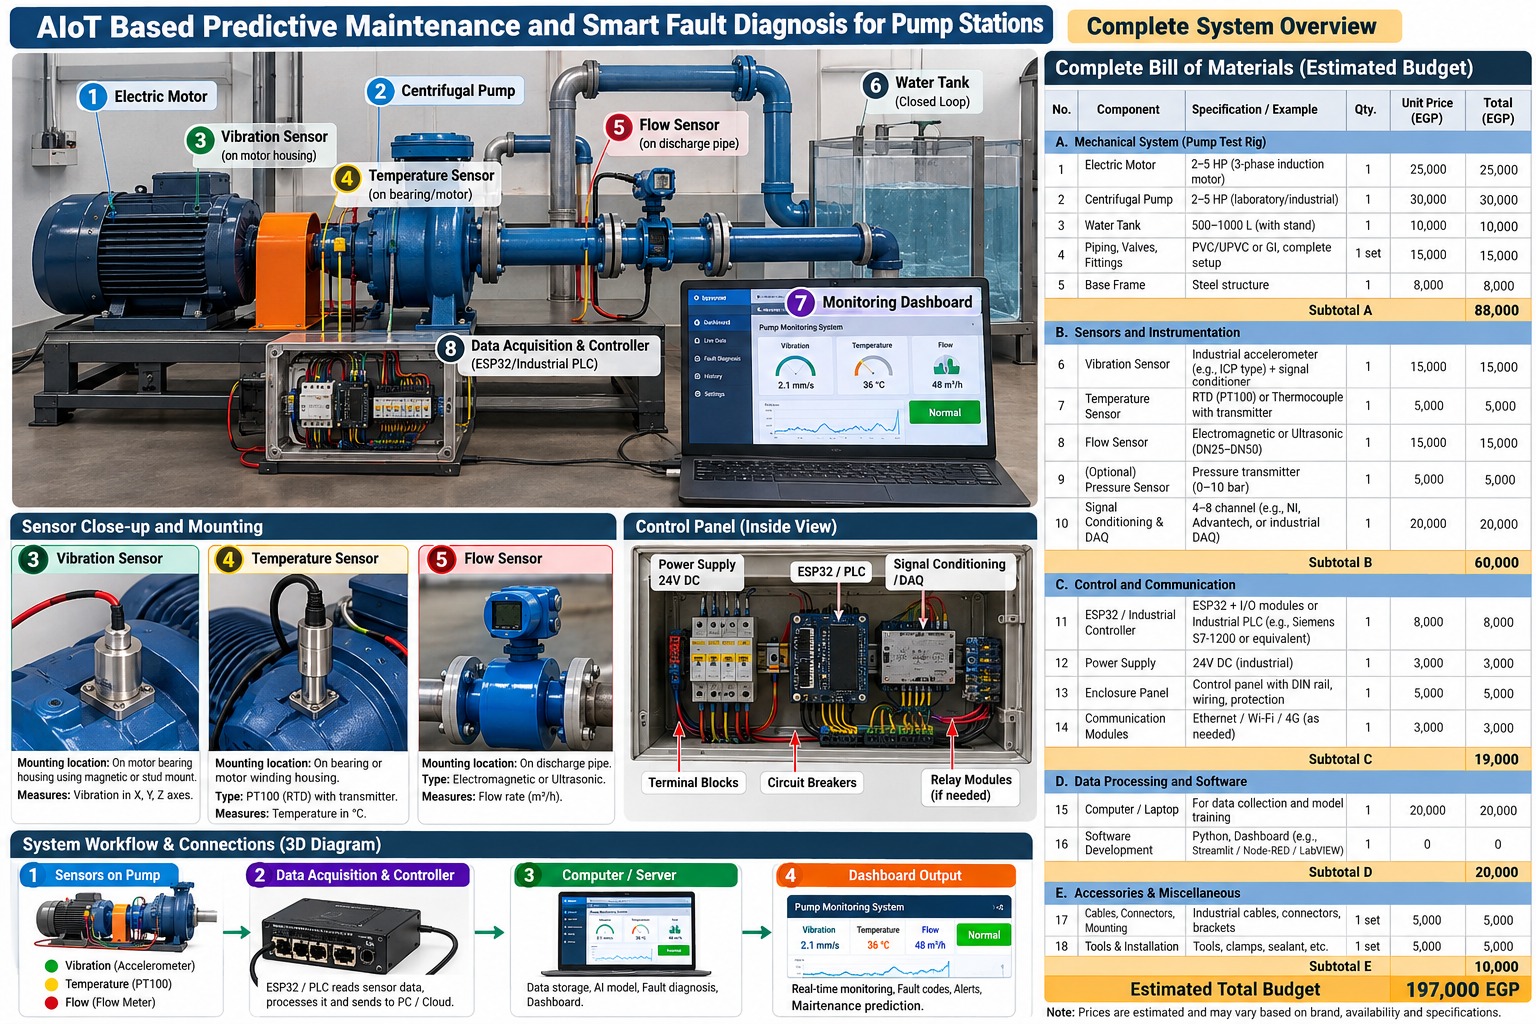 AIoT Based Predictive Maintenance and Smart Fault Diagnosis for Pump Stations
Complete System Overview
1 Electric Motor
2 Centrifugal Pump
3 Vibration Sensor
(on motor housing)
4 Temperature Sensor
(on bearing/motor)
5 Flow Sensor
(on discharge pipe)
6 Water Tank
(Closed Loop)
7 Monitoring Dashboard
8 Data Acquisition & Controller
(ESP32/Industrial PLC)
Dashboard
Live Data
Fault Diagnosis
History
Settings
Pump Monitoring System
Vibration
2.1 mm/s
Temperature
36 °C
Flow
48 m³/h
Normal
Sensor Close-up and Mounting
3 Vibration Sensor
Mounting location: On motor bearing
housing using magnetic or stud mount.
Measures: Vibration in X, Y, Z axes.
4 Temperature Sensor
Mounting location: On bearing or
motor winding housing.
Type: PT100 (RTD) with transmitter.
Measures: Temperature in °C.
5 Flow Sensor
Mounting location: On discharge pipe.
Type: Electromagnetic or Ultrasonic.
Measures: Flow rate (m³/h).
Control Panel (Inside View)
Power Supply
24V DC
ESP32 / PLC
Signal Conditioning
/DAQ
Terminal Blocks
Circuit Breakers
Relay Modules
(if needed)
System Workflow & Connections (3D Diagram)
1 Sensors on Pump
Vibration (Accelerometer)
Temperature (PT100)
Flow (Flow Meter)
2 Data Acquisition & Controller
ESP32 / PLC reads sensor data,
processes it and sends to PC / Cloud.
3 Computer / Server
Data storage, AI model, Fault diagnosis,
Dashboard.
4 Dashboard Output
Pump Monitoring System
Vibration Temperature Flow
2.1 mm/s 36 °C 48 m³/h
Normal
Real-time monitoring, Fault codes, Alerts,
Mairtenance prediction.
Complete Bill of Materials (Estimated Budget)
No. Component Specification / Example Qty. Unit Price (EGP) Total (EGP)
A. Mechanical System (Pump Test Rig)
1 Electric Motor 2–5 HP (3-phase induction motor) 1 25,000 25,000
2 Centrifugal Pump 2–5 HP (laboratory/industrial) 1 30,000 30,000
3 Water Tank 500–1000 L (with stand) 1 10,000 10,000
4 Piping, Valves, Fittings PVC/UPVC or GI, complete setup 1 set 15,000 15,000
5 Base Frame Steel structure 1 8,000 8,000
Subtotal A 88,000
B. Sensors and Instrumentation
6 Vibration Sensor Industrial accelerometer (e.g., ICP type) + signal conditioner 1 15,000 15,000
7 Temperature Sensor RTD (PT100) or Thermocouple with transmitter 1 5,000 5,000
8 Flow Sensor Electromagnetic or Ultrasonic (DN25–DN50) 1 15,000 15,000
9 (Optional) Pressure Sensor Pressure transmitter (0–10 bar) 1 5,000 5,000
10 Signal Conditioning & DAQ 4–8 channel (e.g., NI, Advantech, or industrial DAQ) 1 20,000 20,000
Subtotal B 60,000
C. Control and Communication
11 ESP32 / Industrial Controller ESP32 + I/O modules or Industrial PLC (e.g., Siemens S7-1200 or equivalent) 1 8,000 8,000
12 Power Supply 24V DC (industrial) 1 3,000 3,000
13 Enclosure Panel Control panel with DIN rail, wiring, protection 1 5,000 5,000
14 Communication Modules Ethernet / Wi-Fi / 4G (as needed) 1 3,000 3,000
Subtotal C 19,000
D. Data Processing and Software
15 Computer / Laptop For data collection and model training 1 20,000 20,000
16 Software Development Python, Dashboard (e.g., Streamlit / Node-RED / LabVIEW) 1 0 0
Subtotal D 20,000
E. Accessories & Miscellaneous
17 Cables, Connectors, Mounting Industrial cables, connectors, brackets 1 set 5,000 5,000
18 Tools & Installation Tools, clamps, sealant, etc. 1 set 5,000 5,000
Subtotal E 10,000
Estimated Total Budget 197,000 EGP
Note: Prices are estimated and may vary based on brand, availability and specifications.